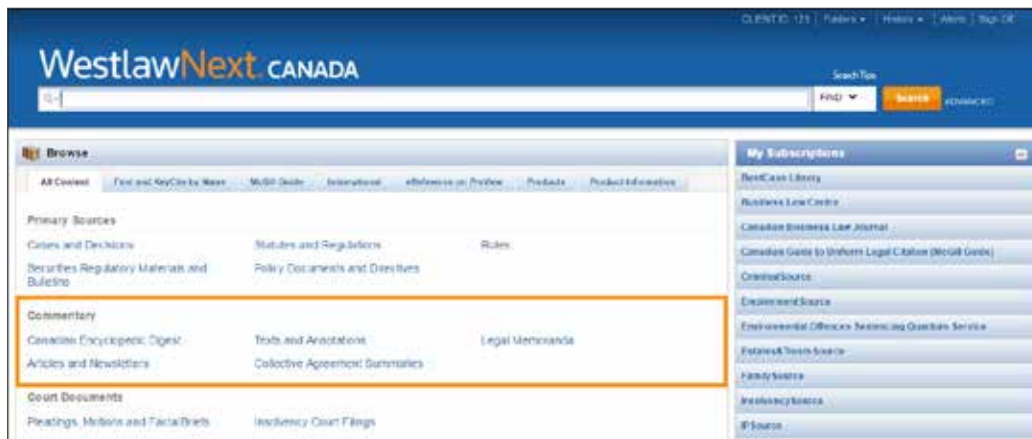 CLIENT ID: 123 | Folders | History | Alerts | Sign Off
WestlawNext. CANADA
Search Tips
FIND Search ADVANCED
Browse
All Content Find and KeyCite by Name McGill Guide International eReference on ProView Products Product Information
Primary Sources
Cases and Decisions Statutes and Regulations Rules
Securities Regulatory Materials and Bulletins Policy Documents and Directives
Commentary
Canadian Encyclopedic Digest Texts and Annotations Legal Memoranda
Articles and Newsletters Collective Agreement Summaries
Court Documents
Pleadings, Motions and Facta/Briefs Insolvency Court Filings
My Subscriptions
BestCase Library
Business Law Centre
Canadian Business Law Journal
Canadian Guide to Uniform Legal Citation (McGill Guide)
CriminalSource
EmploymentSource
Environmental Offences Sentencing Quantum Service
Estates&TrustsSource
FamilySource
InsolvencySource
IPSource